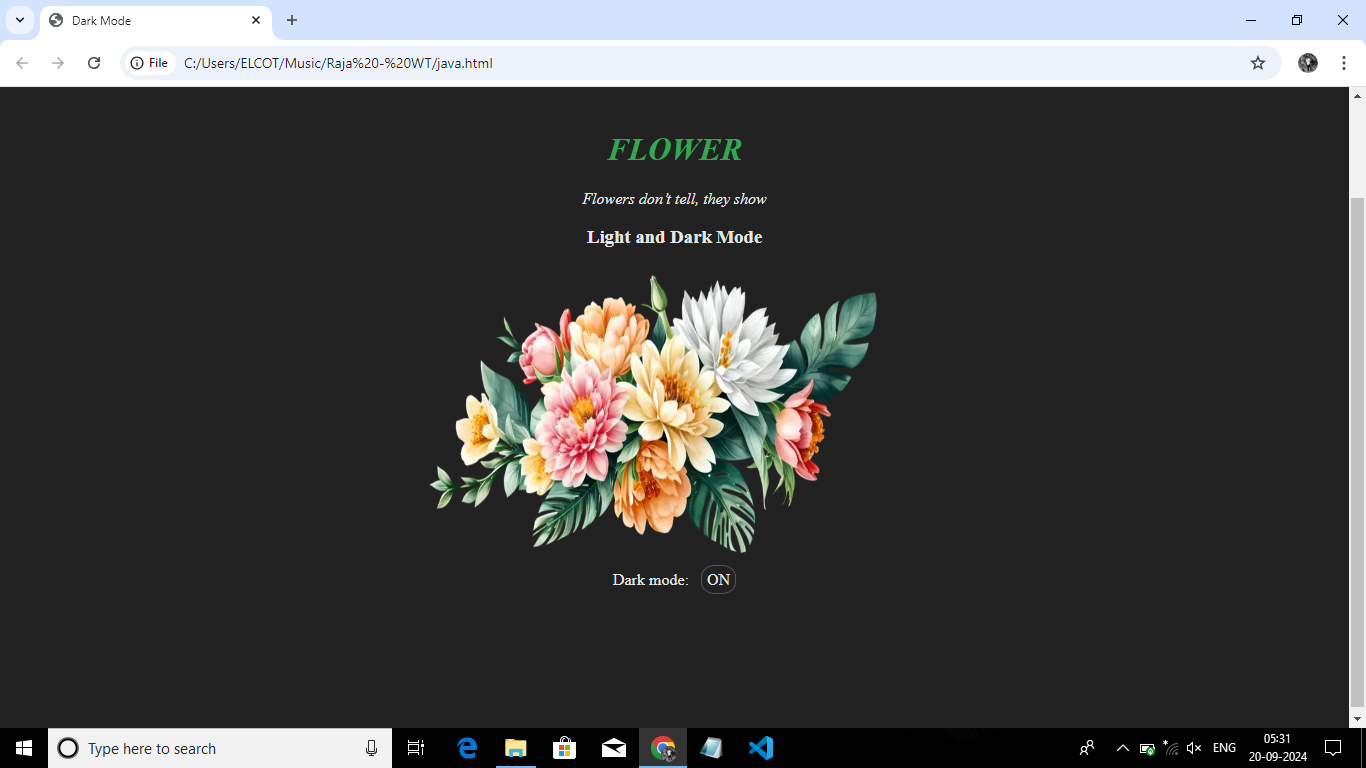 Dark Mode
File
C:/Users/ELCOT/Music/Raja%20-%20WT/java.html
FLOWER
Flowers don’t tell, they show
Light and Dark Mode
Dark mode: ON
Type here to search
ENG
05:31
20-09-2024